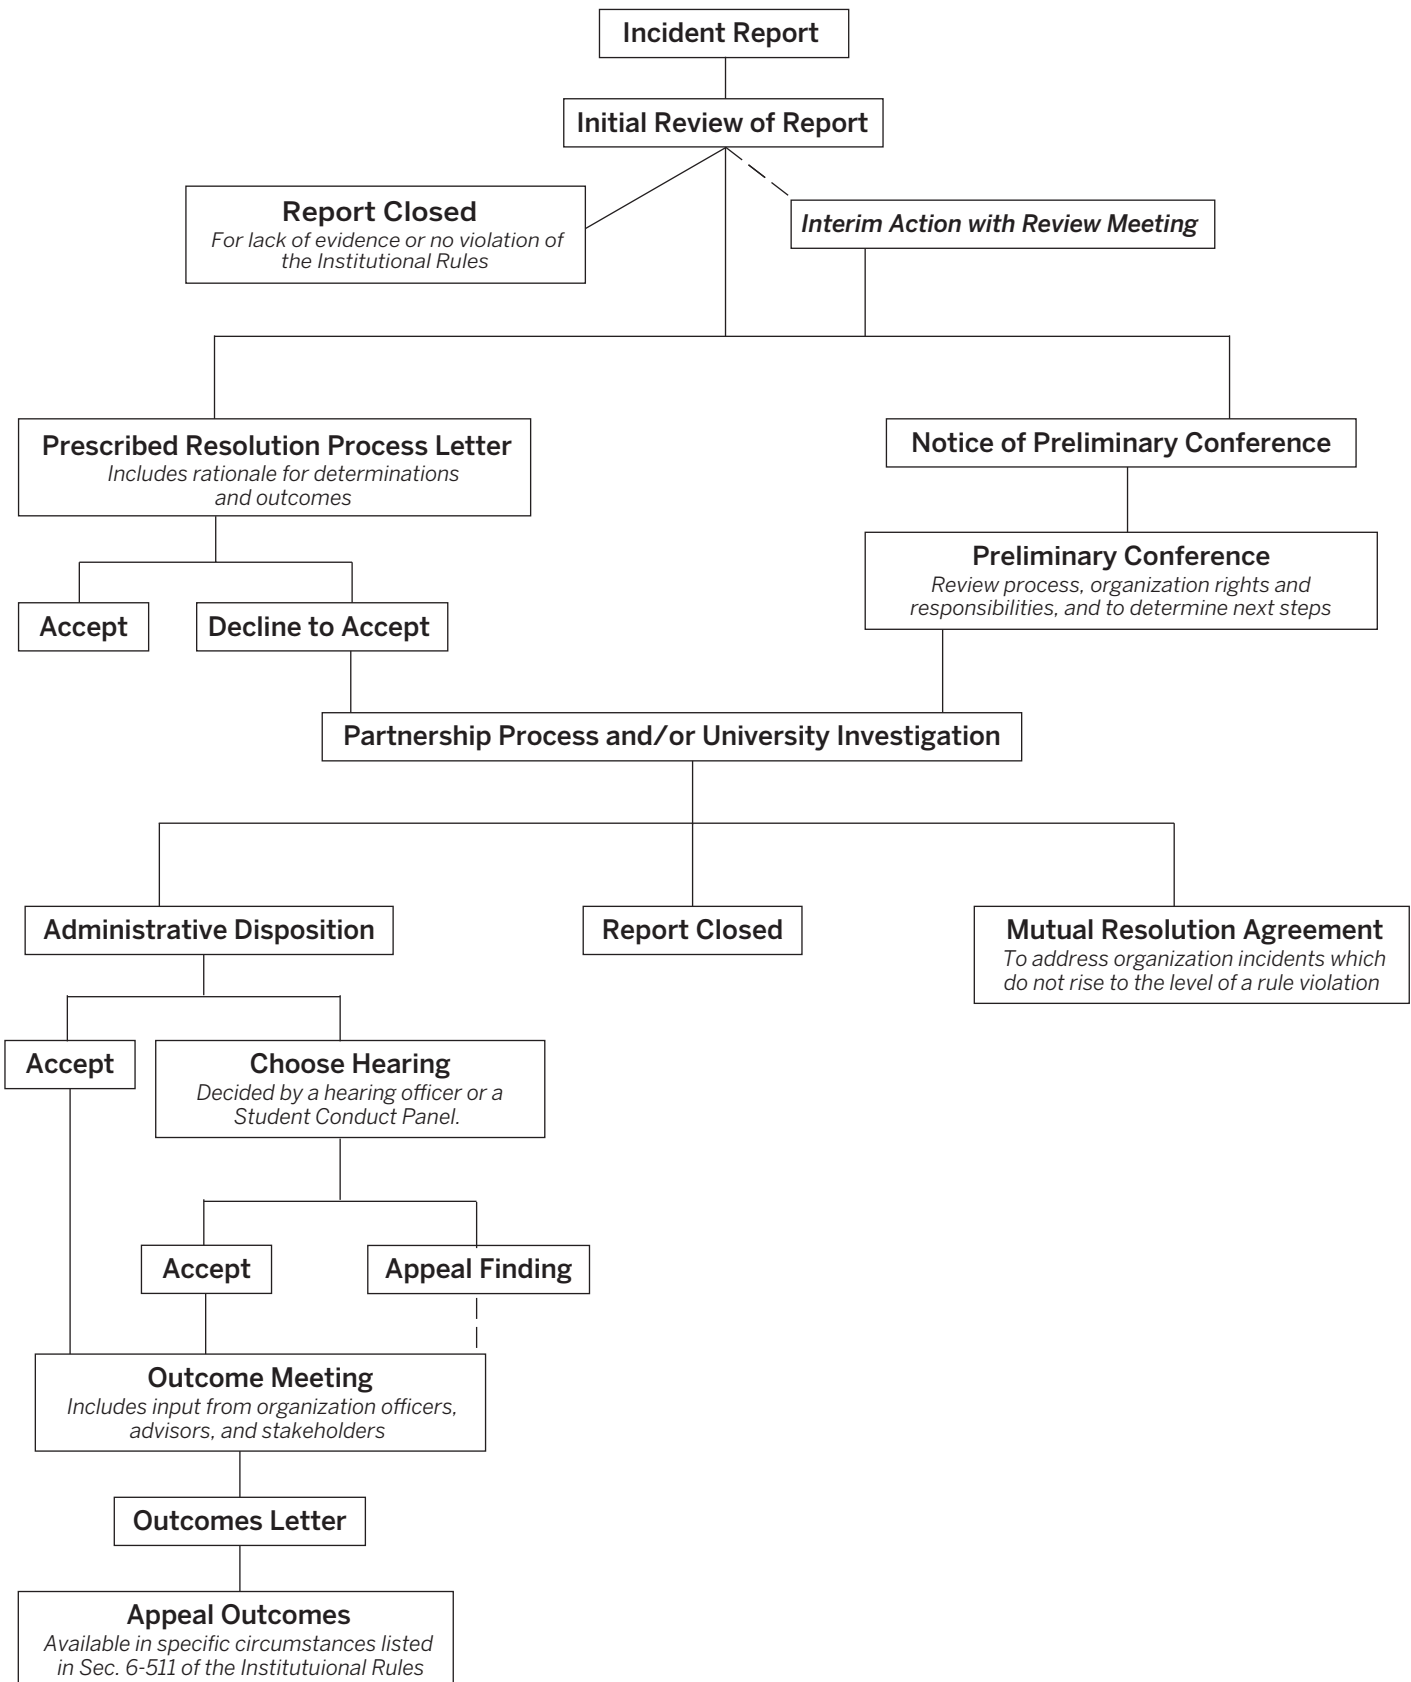 Incident Report
Initial Review of Report
Report Closed
For lack of evidence or no violation of
the Institutional Rules
Interim Action with Review Meeting
Prescribed Resolution Process Letter
Includes rationale for determinations
and outcomes
Notice of Preliminary Conference
Preliminary Conference
Review process, organization rights and
responsibilities, and to determine next steps
Accept
Decline to Accept
Partnership Process and/or University Investigation
Administrative Disposition
Report Closed
Mutual Resolution Agreement
To address organization incidents which
do not rise to the level of a rule violation
Accept
Choose Hearing
Decided by a hearing officer or a
Student Conduct Panel.
Accept
Appeal Finding
Outcome Meeting
Includes input from organization officers,
advisors, and stakeholders
Outcomes Letter
Appeal Outcomes
Available in specific circumstances listed
in Sec. 6-511 of the Institutuional Rules